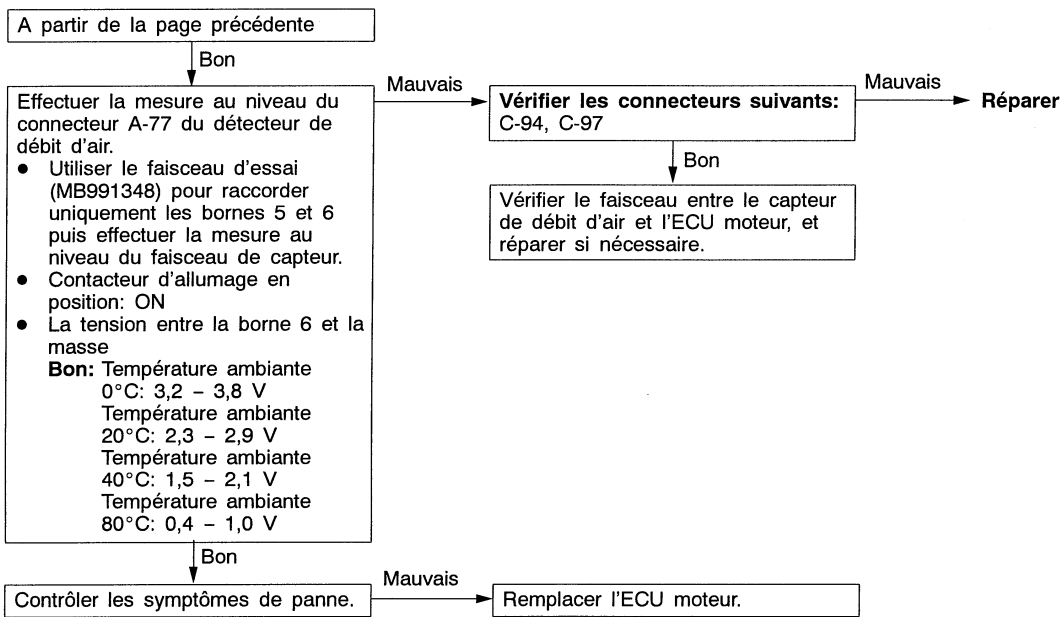 A partir de la page précédente
Bon
Effectuer la mesure au niveau du
connecteur A-77 du détecteur de
débit d'air.
● Utiliser le faisceau d'essai
(MB991348) pour raccorder
uniquement les bornes 5 et 6
puis effectuer la mesure au
niveau du faisceau de capteur.
● Contacteur d'allumage en
position: ON
● La tension entre la borne 6 et la
masse
Bon: Température ambiante
0°C: 3,2 – 3,8 V
Température ambiante
20°C: 2,3 – 2,9 V
Température ambiante
40°C: 1,5 – 2,1 V
Température ambiante
80°C: 0,4 – 1,0 V
Mauvais
Vérifier les connecteurs suivants:
C-94, C-97
Mauvais
Réparer
Bon
Vérifier le faisceau entre le capteur
de débit d'air et l'ECU moteur, et
réparer si nécessaire.
Bon
Contrôler les symptômes de panne.
Mauvais
Remplacer l'ECU moteur.